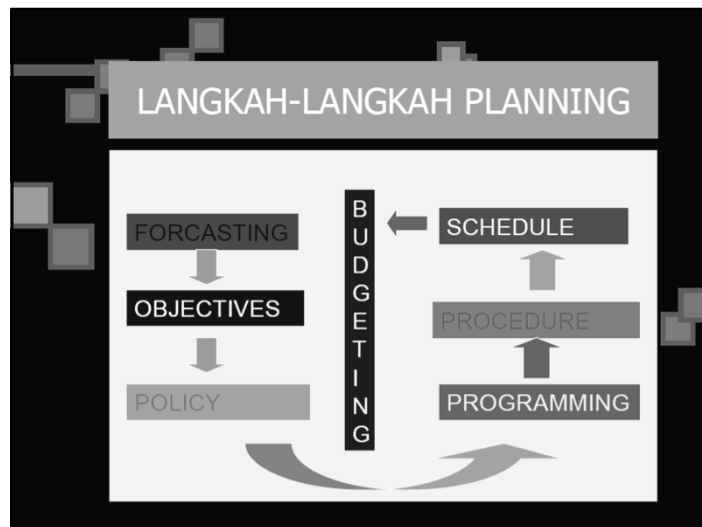 LANGKAH-LANGKAH PLANNING
FORCASTING
OBJECTIVES
POLICY
BUDGETING
SCHEDULE
PROCEDURE
PROGRAMMING